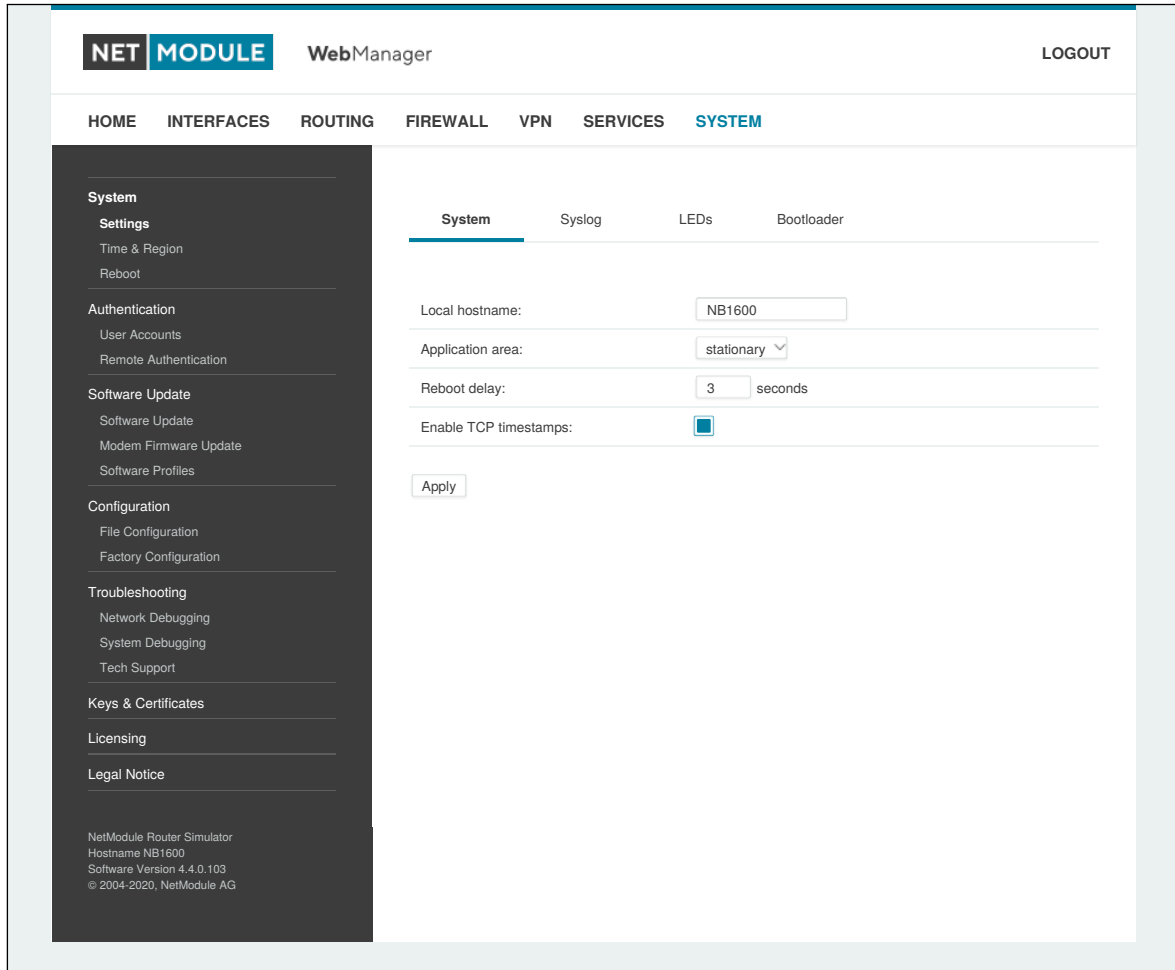 NET MODULE WebManager LOGOUT
HOME INTERFACES ROUTING FIREWALL VPN SERVICES SYSTEM
System
Settings
Time & Region
Reboot
Authentication
User Accounts
Remote Authentication
Software Update
Software Update
Modem Firmware Update
Software Profiles
Configuration
File Configuration
Factory Configuration
Troubleshooting
Network Debugging
System Debugging
Tech Support
Keys & Certificates
Licensing
Legal Notice
NetModule Router Simulator
Hostname NB1600
Software Version 4.4.0.103
© 2004-2020, NetModule AG
System Syslog LEDs Bootloader
Local hostname: NB1600
Application area: stationary
Reboot delay: 3 seconds
Enable TCP timestamps:
Apply